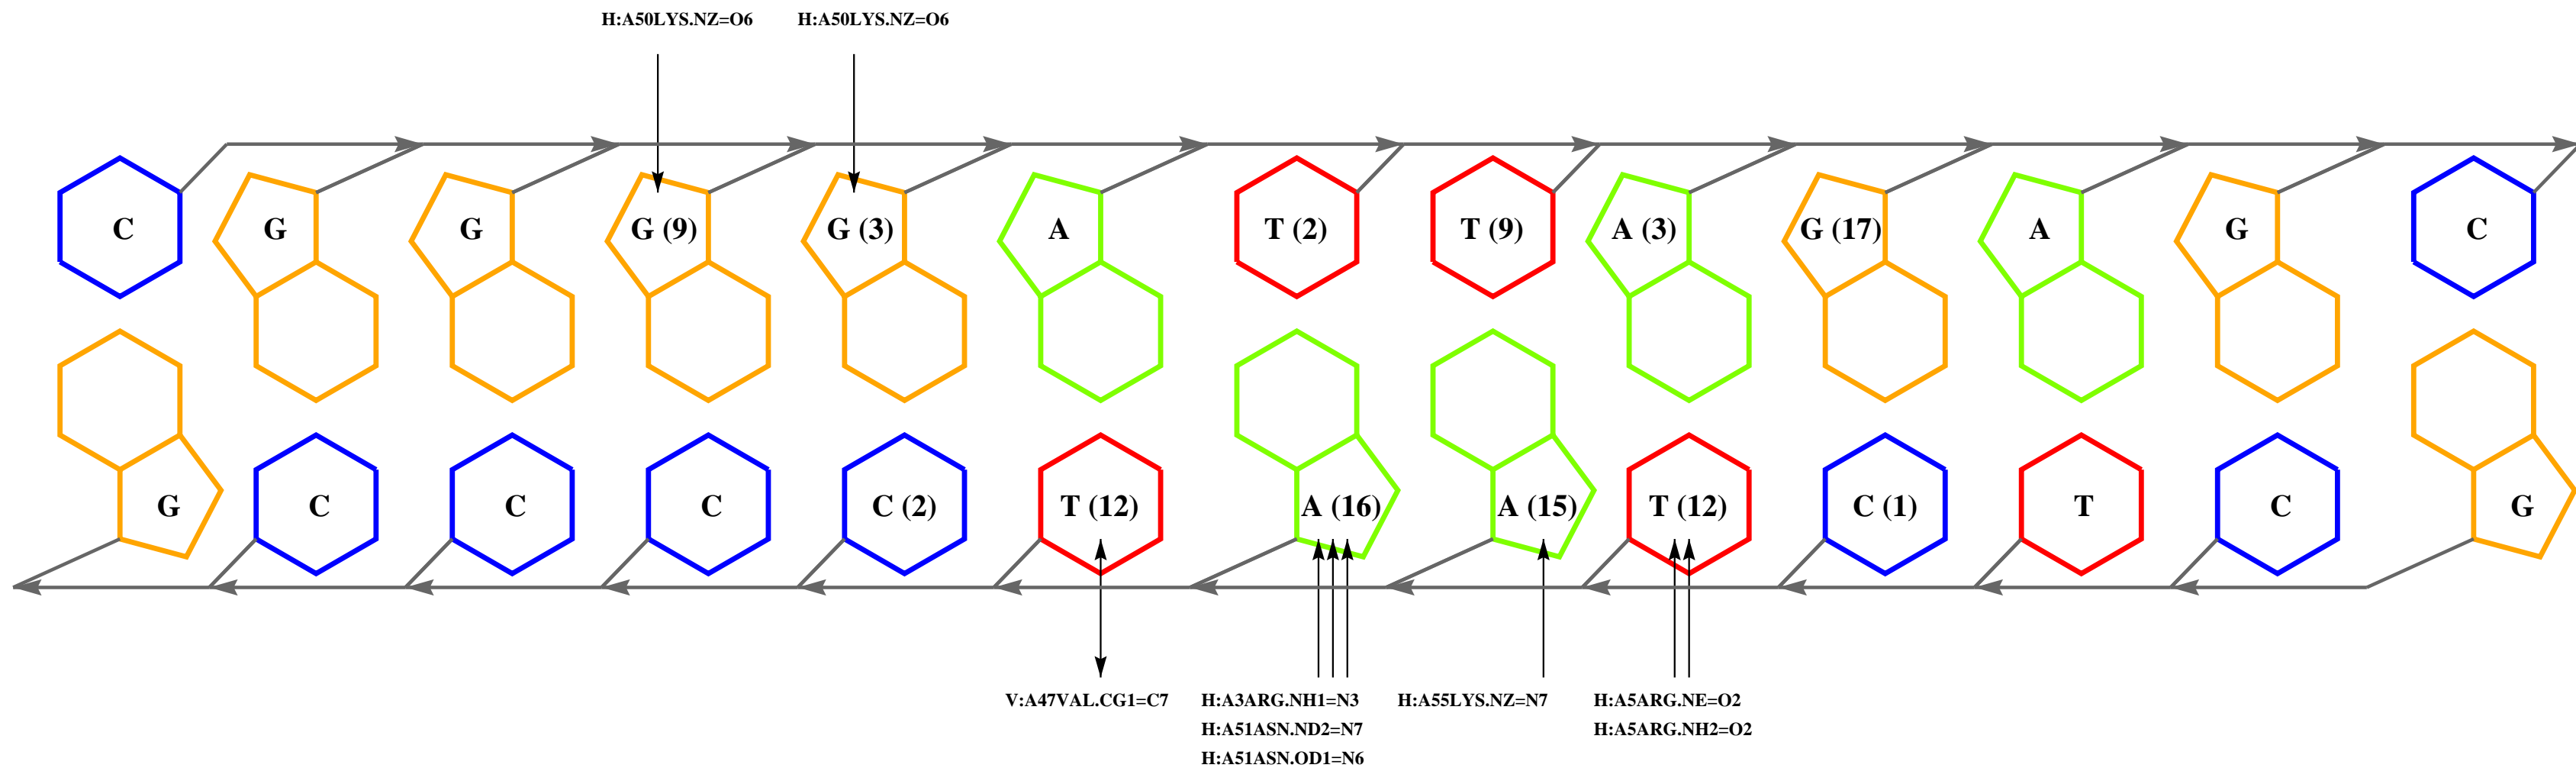 H:A50LYS.NZ=O6 H:A50LYS.NZ=O6
C G G G (9) G (3) A T (2) T (9) A (3) G (17) A G C
G C C C C (2) T (12) A (16) A (15) T (12) C (1) T C G
V:A47VAL.CG1=C7 H:A3ARG.NH1=N3 H:A55LYS.NZ=N7 H:A5ARG.NE=O2
H:A51ASN.ND2=N7 H:A5ARG.NH2=O2
H:A51ASN.OD1=N6